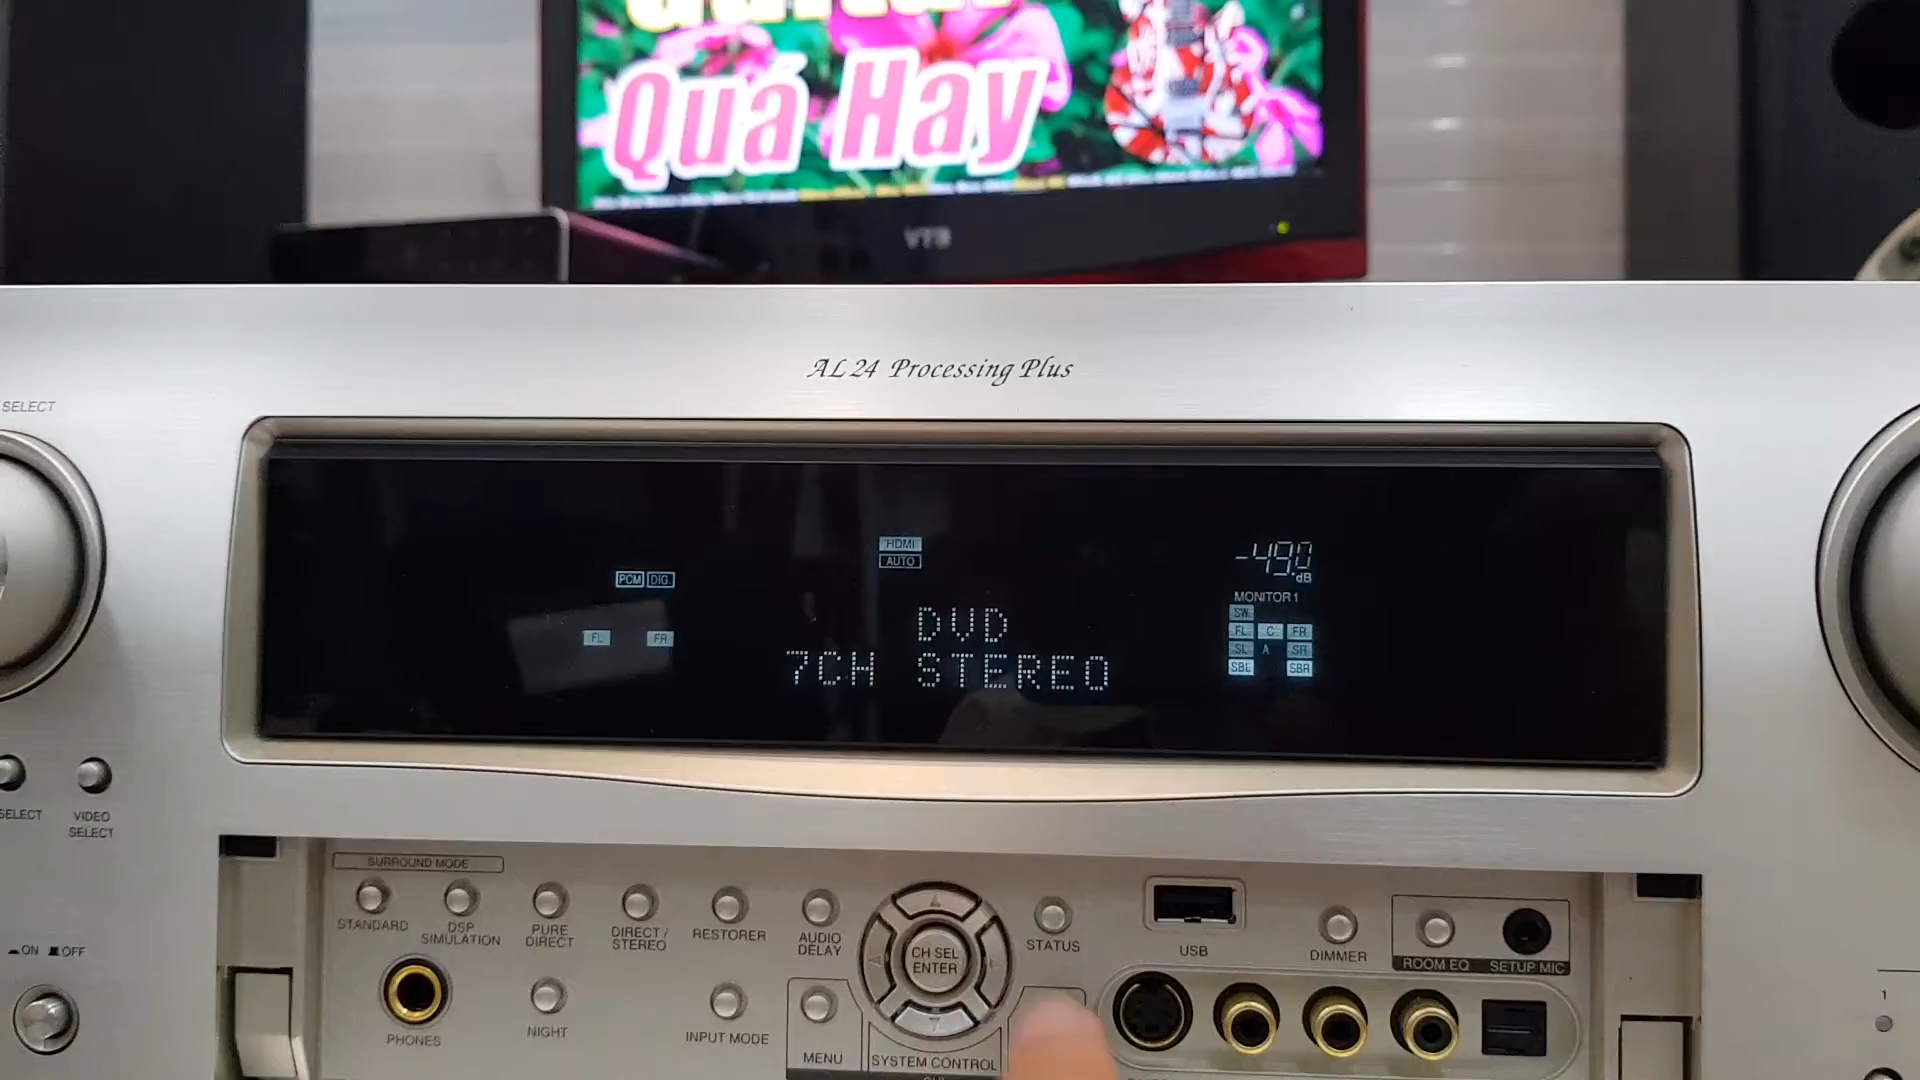 Quá Hay
VTB
AL24 Processing Plus
SELECT
HDMI
AUTO
-49.0 dB
PCM DIG.
MONITOR 1
SW
DVD
FL FR
FL C FR
SL A SR
7CH STEREO
SBL SBR
SELECT
VIDEO SELECT
SURROUND MODE
STANDARD
DSP SIMULATION
PURE DIRECT
DIRECT / STEREO
RESTORER
AUDIO DELAY
CH SEL
ENTER
STATUS
USB
DIMMER
ROOM EQ
SETUP MIC
ON OFF
PHONES
NIGHT
INPUT MODE
MENU
SYSTEM CONTROL
1